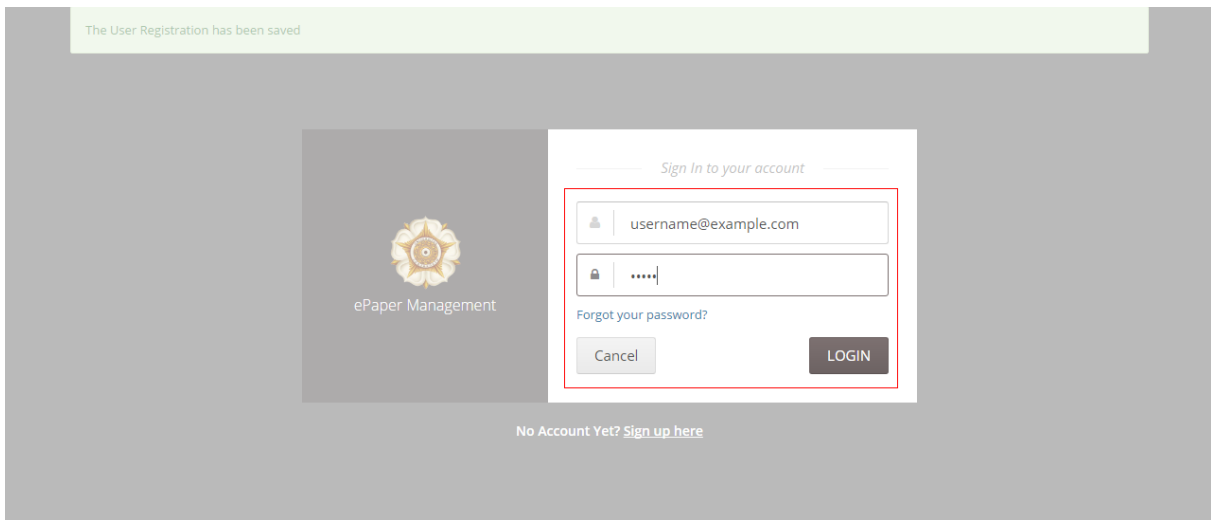 The User Registration has been saved
Sign In to your account
username@example.com
•••••
ePaper Management
Forgot your password?
Cancel
LOGIN
No Account Yet? Sign up here